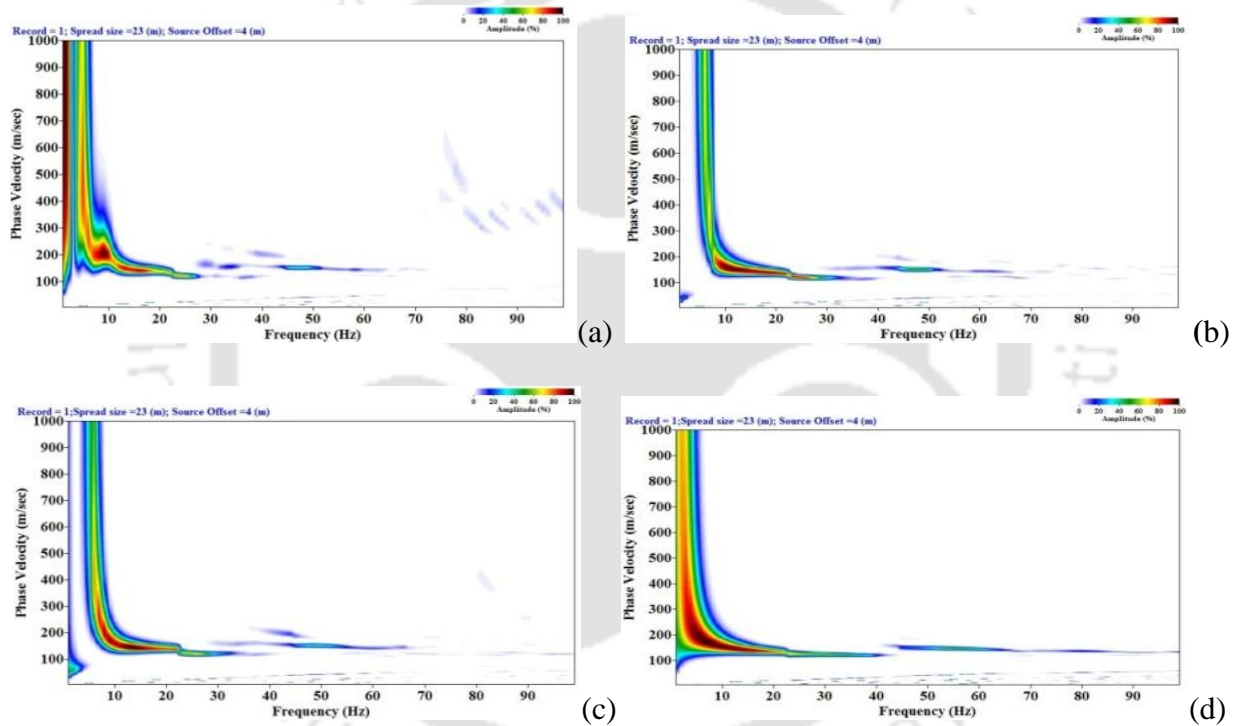 0 20 40 60 80 100
Amplitude (%)
Record = 1; Spread size =23 (m); Source Offset =4 (m)
1000
900
800
700
600
500
400
300
200
100
Phase Velocity (m/sec)
10 20 30 40 50 60 70 80 90
Frequency (Hz)
(a)
0 20 40 60 80 100
Amplitude (%)
Record = 1; Spread size =23 (m); Source Offset =4 (m)
1000
900
800
700
600
500
400
300
200
100
Phase Velocity (m/sec)
10 20 30 40 50 60 70 80 90
Frequency (Hz)
(b)
0 20 40 60 80 100
Amplitude (%)
Record = 1;Spread size =23 (m); Source Offset =4 (m)
1000
900
800
700
600
500
400
300
200
100
Phase Velocity (m/sec)
10 20 30 40 50 60 70 80 90
Frequency (Hz)
(c)
0 20 40 60 80 100
Amplitude (%)
Record = 1;Spread size =23 (m); Source Offset =4 (m)
1000
900
800
700
600
500
400
300
200
100
Phase Velocity (m/sec)
10 20 30 40 50 60 70 80 90
Frequency (Hz)
(d)